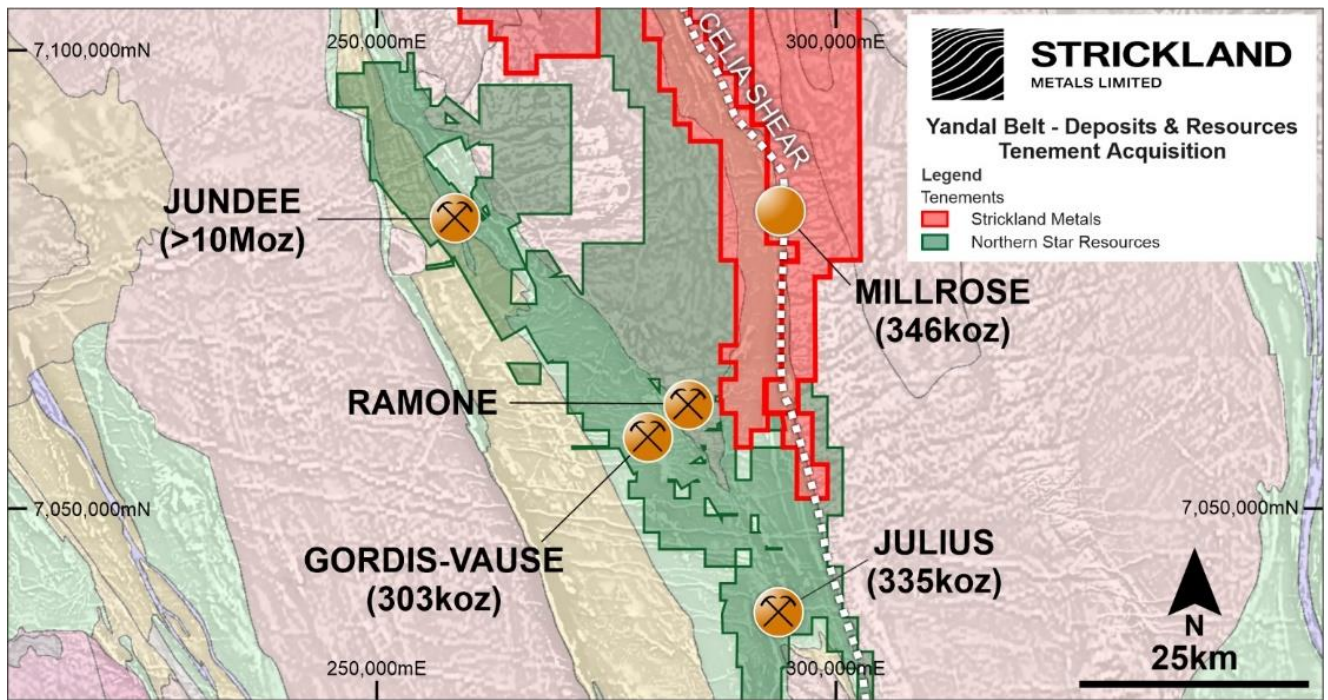 7,100,000mN
250,000mE
300,000mE
CELIA SHEAR
STRICKLAND
METALS LIMITED
Yandal Belt - Deposits & Resources
Tenement Acquisition
Legend
Tenements
Strickland Metals
Northern Star Resources
JUNDEE
(>10Moz)
MILLROSE
(346koz)
RAMONE
7,050,000mN
7,050,000mN
GORDIS-VAUSE
(303koz)
JULIUS
(335koz)
N
25km
250,000mE
300,000mE